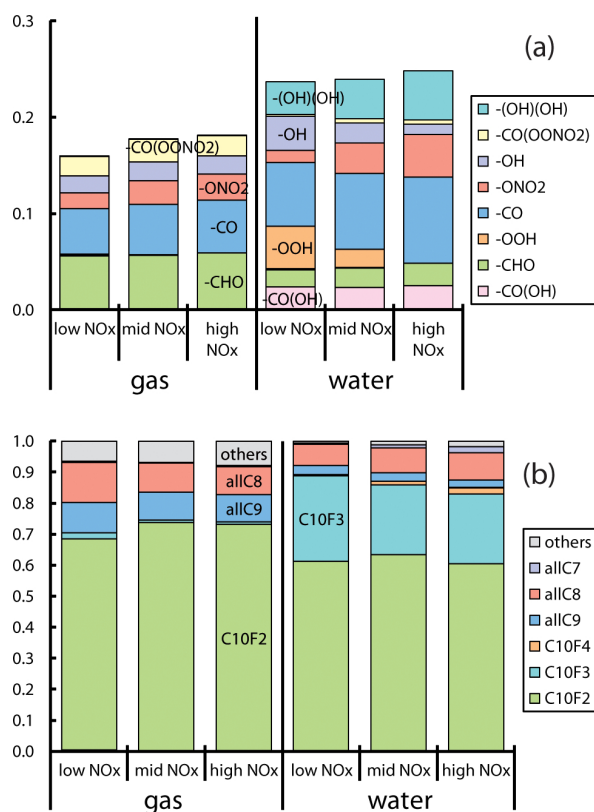 (a)
0.3
0.2
0.1
0.0
-CO(OONO2)
-ONO2
-CO
-CHO
-(OH)(OH)
-OH
-OOH
-CO(OH)
-(OH)(OH)
-CO(OONO2)
-OH
-ONO2
-CO
-OOH
-CHO
-CO(OH)
low NOx mid NOx high NOx low NOx mid NOx high NOx
gas water
(b)
1.0
0.9
0.8
0.7
0.6
0.5
0.4
0.3
0.2
0.1
0.0
others
allC8
allC9
C10F2
C10F3
others
allC7
allC8
allC9
C10F4
C10F3
C10F2
low NOx mid NOx high NOx low NOx mid NOx high NOx
gas water